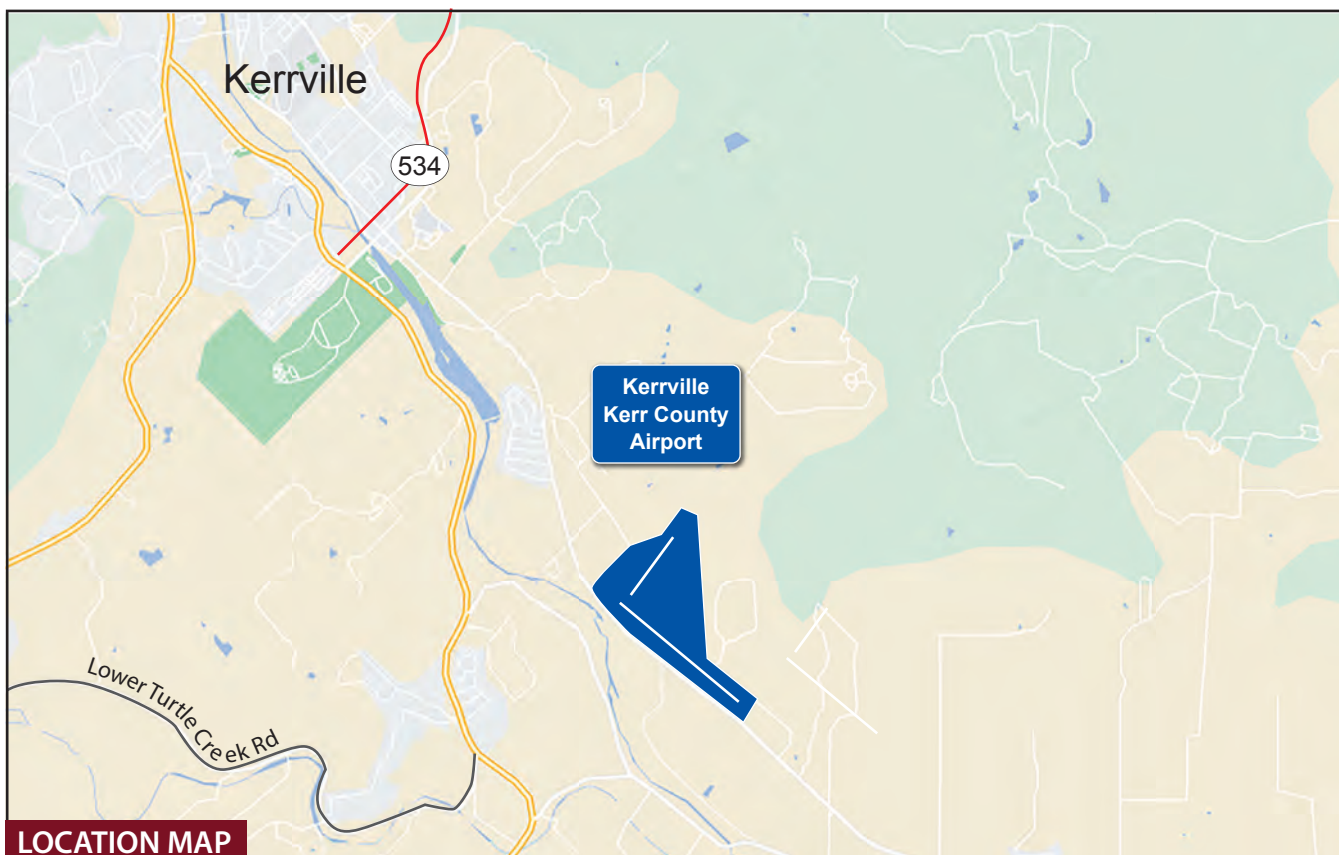 Kerrville
534
Kerrville
Kerr County
Airport
Lower Turtle Creek Rd
LOCATION MAP